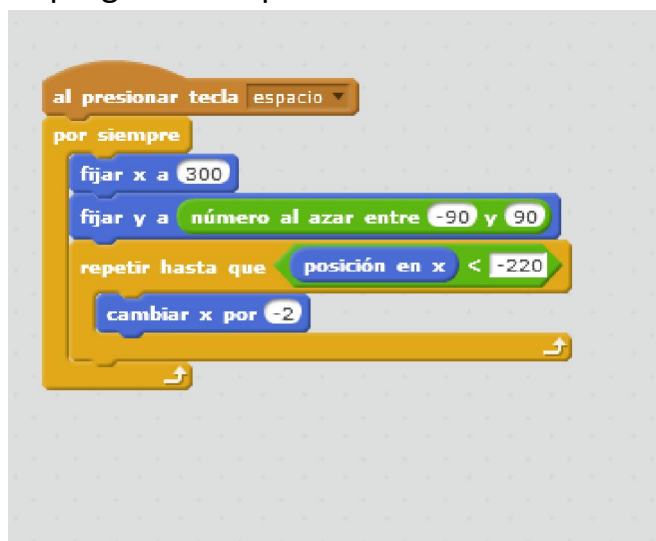 al presionar tecla espacio
por siempre
fijar x a 300
fijar y a número al azar entre -90 y 90
repetir hasta que posición en x < -220
cambiar x por -2